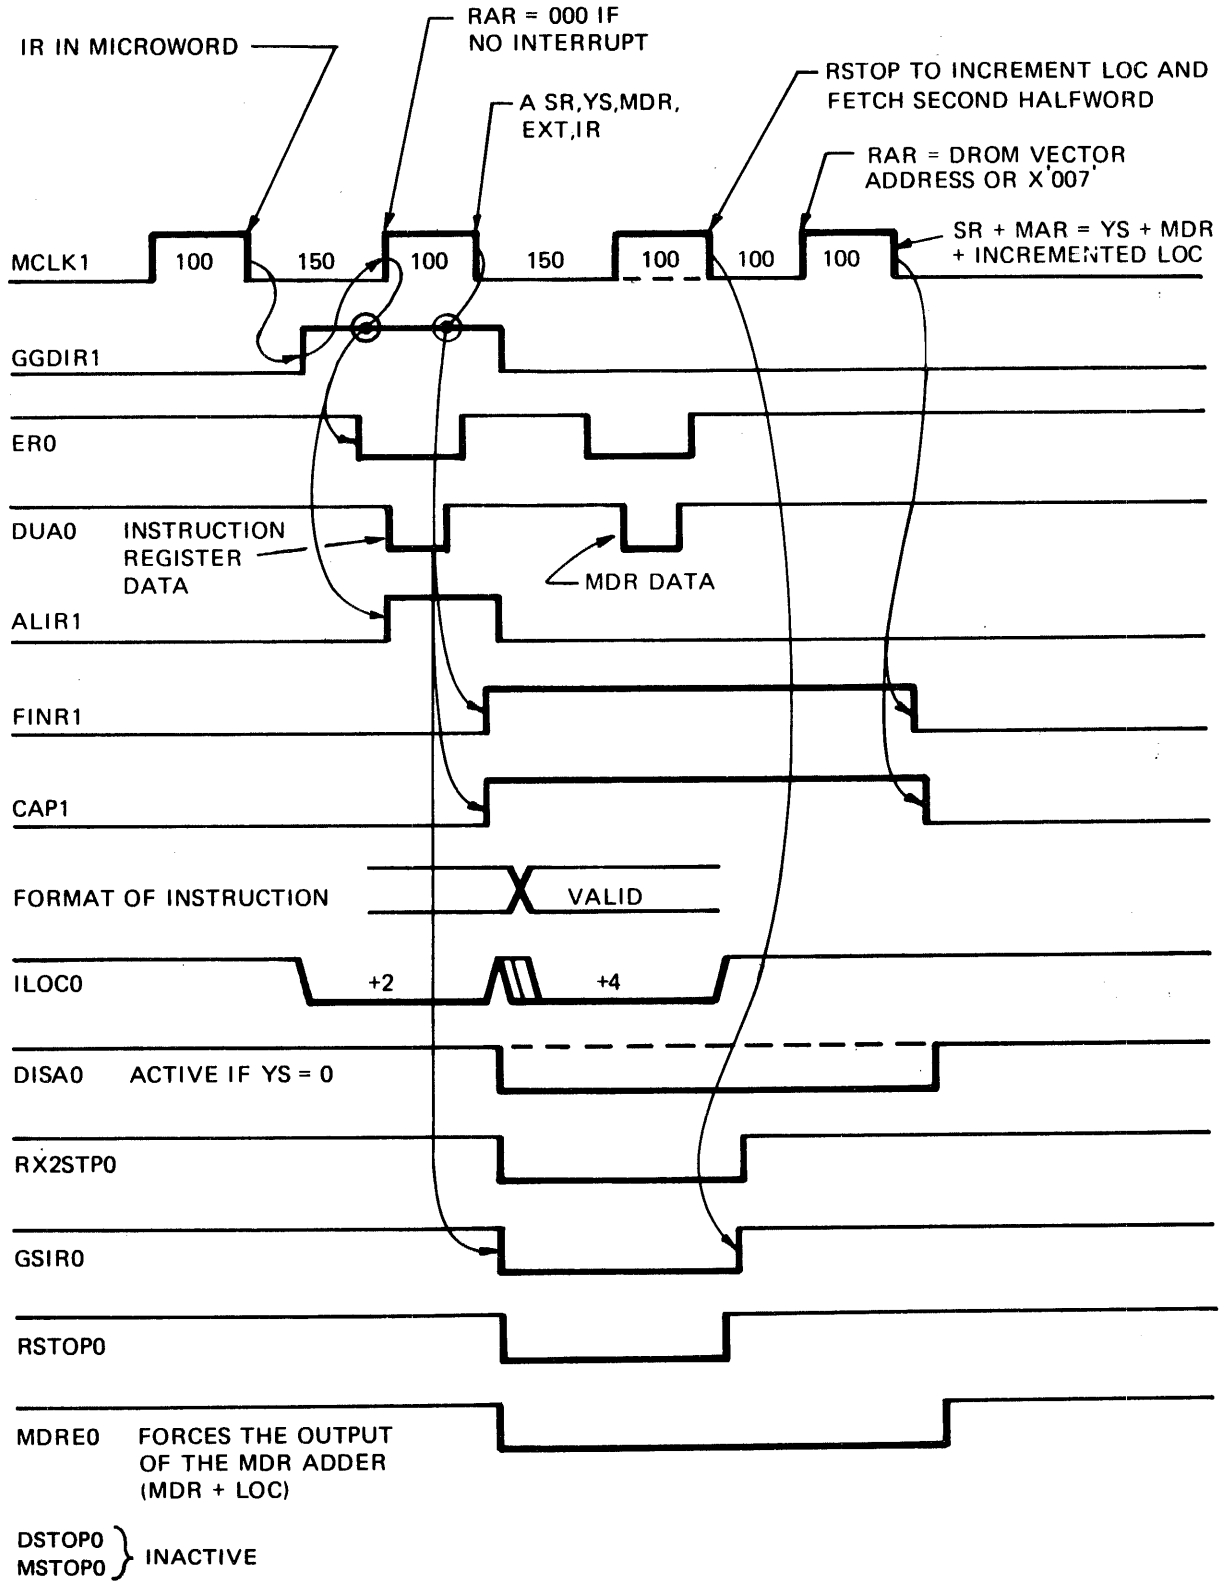 RAR = 000 IF
NO INTERRUPT
IR IN MICROWORD
RSTOP TO INCREMENT LOC AND
FETCH SECOND HALFWORD
A SR,YS,MDR,
EXT,IR
RAR = DROM VECTOR
ADDRESS OR X'007'
SR + MAR = YS + MDR
+ INCREMENTED LOC
MCLK1 100 150 100 150 100 100 100
GGDIR1
ER0
DUA0 INSTRUCTION
REGISTER
DATA
MDR DATA
ALIR1
FINR1
CAP1
FORMAT OF INSTRUCTION VALID
ILOC0 +2 +4
DISA0 ACTIVE IF YS = 0
RX2STP0
GSIR0
RSTOP0
MDRE0 FORCES THE OUTPUT
OF THE MDR ADDER
(MDR + LOC)
DSTOP0
MSTOP0
INACTIVE